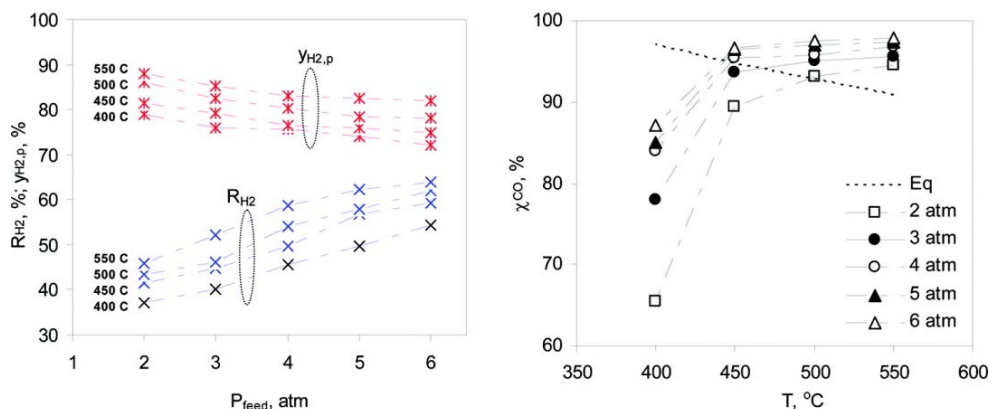 100
90
80
70
60
50
40
30
RH2, %; yH2,p, %
550 C
500 C
450 C
400 C
yH2,p
RH2
550 C
500 C
450 C
400 C
1
2
3
4
5
6
Pfeed, atm
100
90
80
70
60
χCO, %
Eq
2 atm
3 atm
4 atm
5 atm
6 atm
350
400
450
500
550
600
T, °C